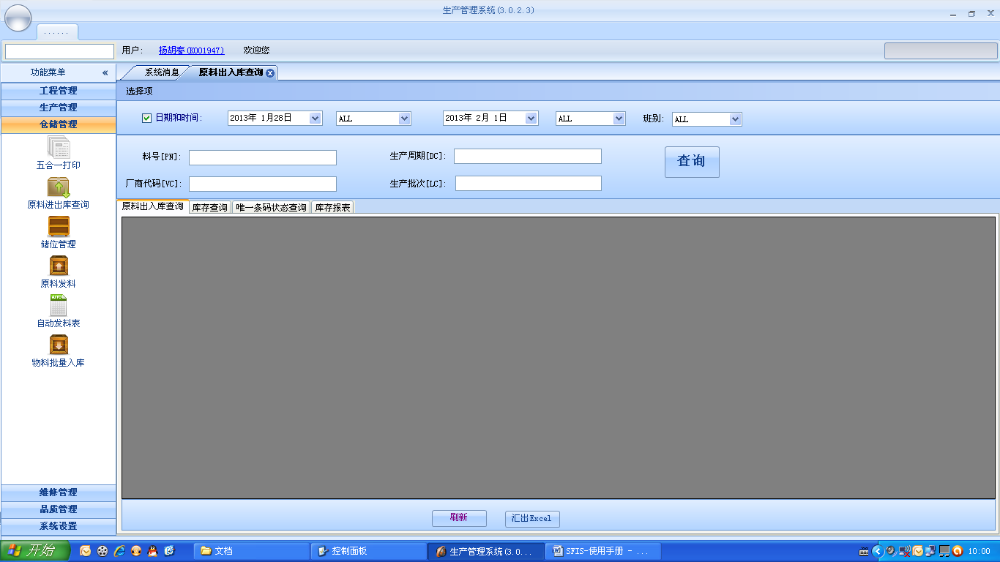 生产管理系统(3.0.2.3)
......
用户: 杨胡春(K001947) 欢迎您
功能菜单 «
系统消息 原料出入库查询
工程管理
生产管理
仓储管理
五合一打印
原料进出库查询
储位管理
原料发料
AUTO
自动发料表
物料批量入库
维修管理
品质管理
系统设置
选择项
日期和时间: 2013年 1月28日 ALL 2013年 2月 1日 ALL 班别: ALL
料号[PN]: 生产周期[DC]: 查询
厂商代码[VC]: 生产批次[LC]:
原料出入库查询 库存查询 唯一条码状态查询 库存报表
刷新 汇出Excel
开始 文档 控制面板 生产管理系统(3.0... SFIS-使用手册 - ... 10:00